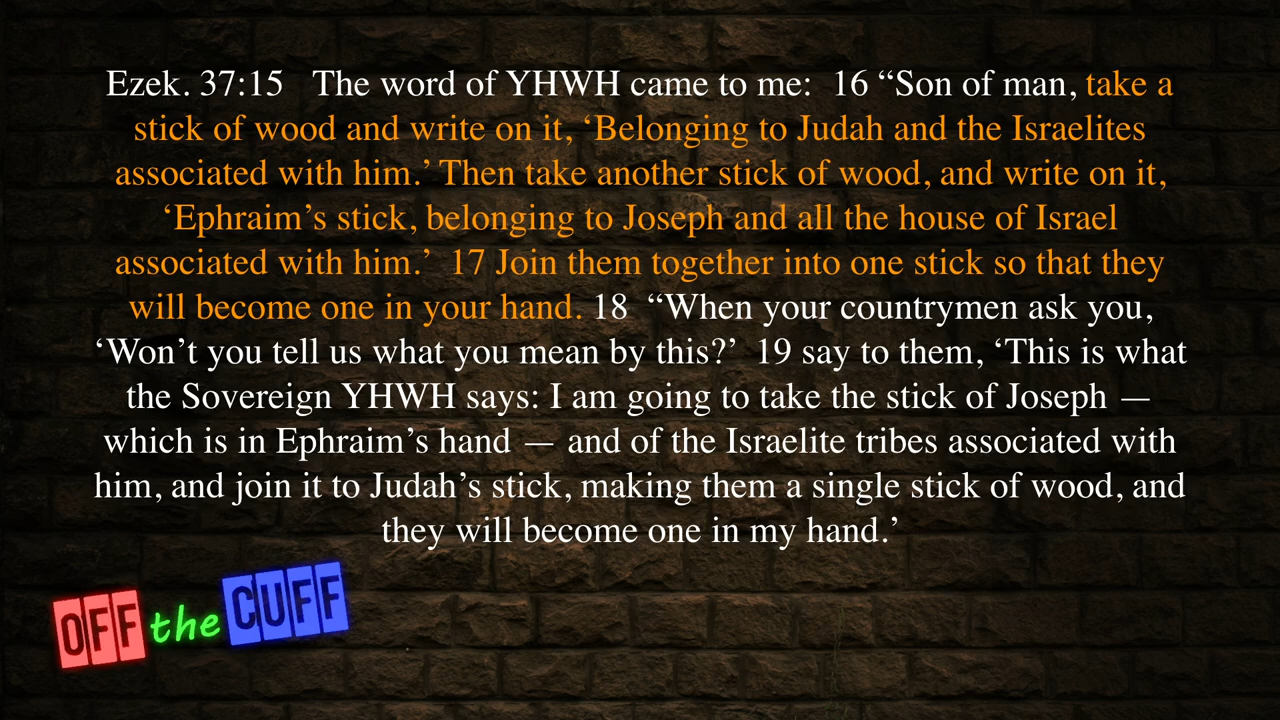 Ezek. 37:15   The word of YHWH came to me:  16 “Son of man, take a
stick of wood and write on it, ‘Belonging to Judah and the Israelites
associated with him.’ Then take another stick of wood, and write on it,
‘Ephraim’s stick, belonging to Joseph and all the house of Israel
associated with him.’  17 Join them together into one stick so that they
will become one in your hand. 18  “When your countrymen ask you,
‘Won’t you tell us what you mean by this?’  19 say to them, ‘This is what
the Sovereign YHWH says: I am going to take the stick of Joseph —
which is in Ephraim’s hand — and of the Israelite tribes associated with
him, and join it to Judah’s stick, making them a single stick of wood, and
they will become one in my hand.’
OFF the CUFF